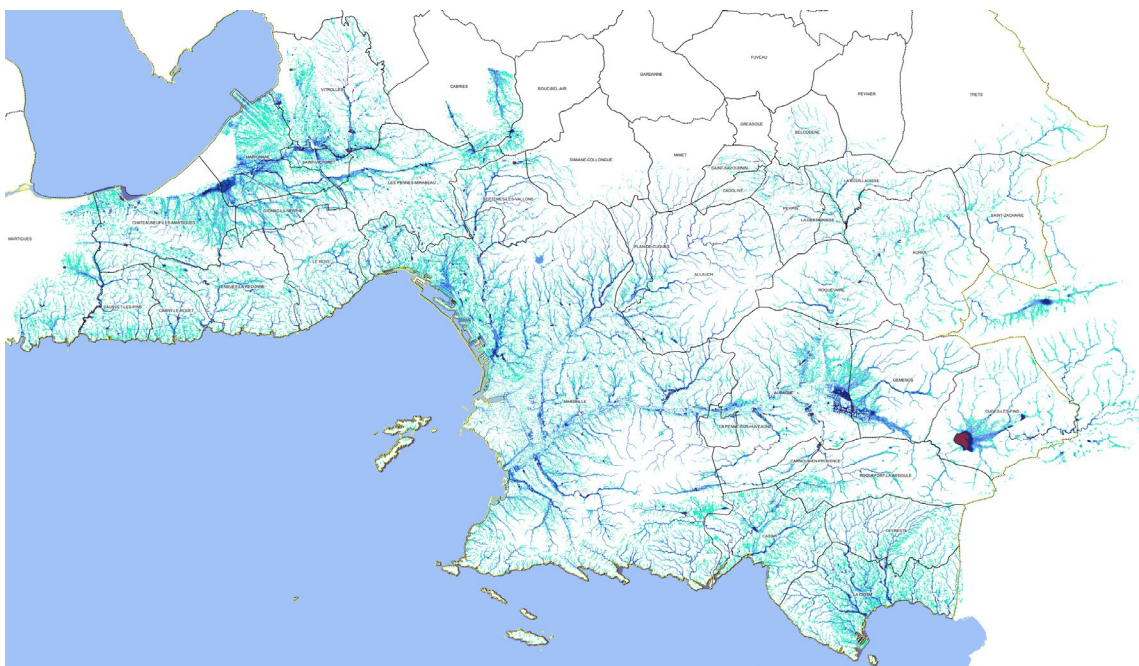 FUVEAU
GARDANNE
CABRIES
BOUC-BEL-AIR
VITROLLES
PEYNIER
TRETS
GREASQUE
BELCODENE
MARIGNANE
SAINT-VICTORET
SIMIANE-COLLONGUE
MIMET
SAINT-SAVOURNIN
CADOLIVE
LES PENNES-MIRABEAU
LA BOUILLADISSE
SEPTEMES-LES-VALLONS
PEYPIN
GIGNAC-LA-NERTHE
SAINT-ZACHARIE
CHATEAUNEUF-LES-MARTIGUES
LA DESTROUSSE
MARTIGUES
PLAN-DE-CUQUES
AURIOL
LE ROVE
ALLAUCH
ENSUES-LA-REDONNE
ROQUEVAIRE
SAUSSET-LES-PINS
CARRY-LE-ROUET
GEMENOS
AUBAGNE
MARSEILLE
CUGES-LES-PINS
LA PENNE-SUR-HUVEAUNE
CARNOUX-EN-PROVENCE
ROQUEFORT-LA-BEDOULE
CEYRESTE
CASSIS
LA CIOTAT